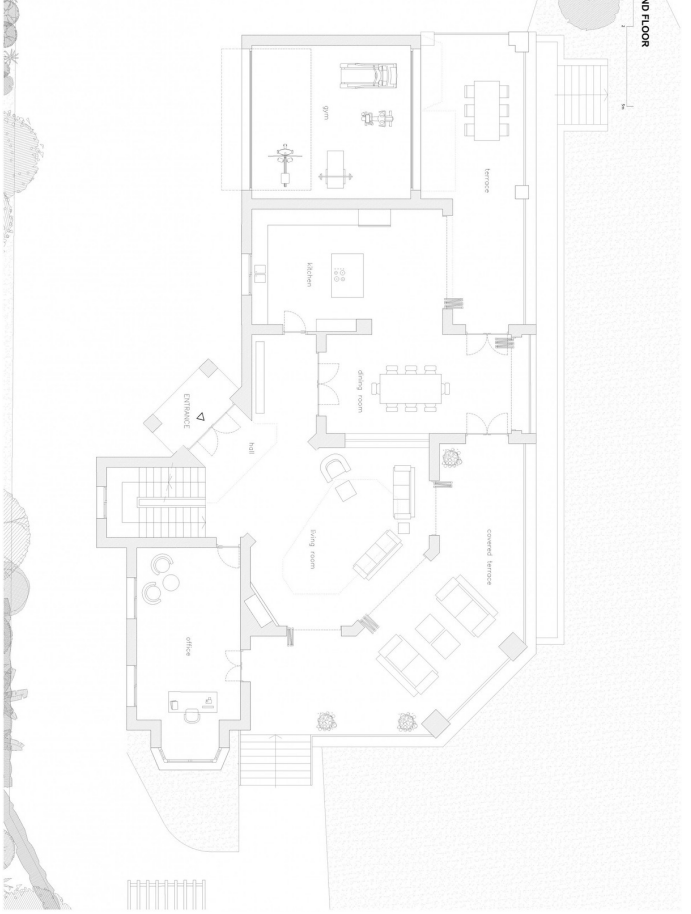 ND FLOOR
gym
terrace
kitchen
dining room
ENTRANCE
hall
living room
covered terrace
office